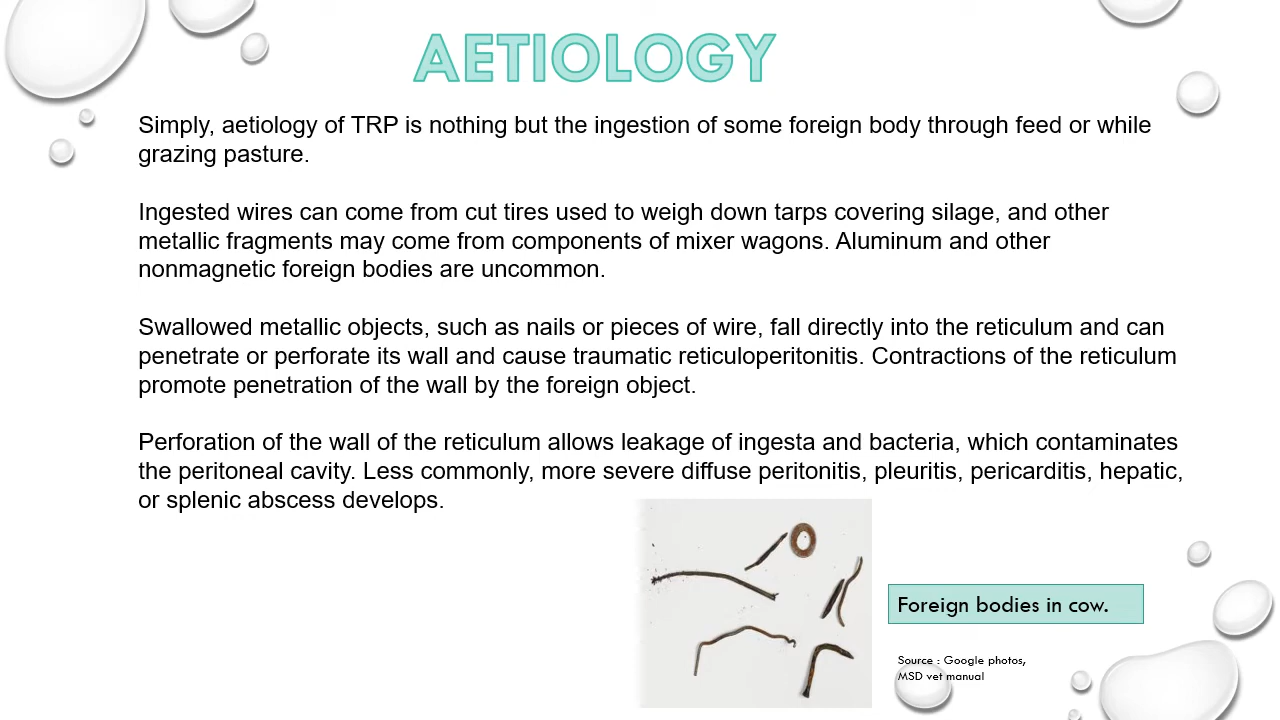 AETIOLOGY
Simply, aetiology of TRP is nothing but the ingestion of some foreign body through feed or while
grazing pasture.
Ingested wires can come from cut tires used to weigh down tarps covering silage, and other
metallic fragments may come from components of mixer wagons. Aluminum and other
nonmagnetic foreign bodies are uncommon.
Swallowed metallic objects, such as nails or pieces of wire, fall directly into the reticulum and can
penetrate or perforate its wall and cause traumatic reticuloperitonitis. Contractions of the reticulum
promote penetration of the wall by the foreign object.
Perforation of the wall of the reticulum allows leakage of ingesta and bacteria, which contaminates
the peritoneal cavity. Less commonly, more severe diffuse peritonitis, pleuritis, pericarditis, hepatic,
or splenic abscess develops.
Foreign bodies in cow.
Source : Google photos,
MSD vet manual